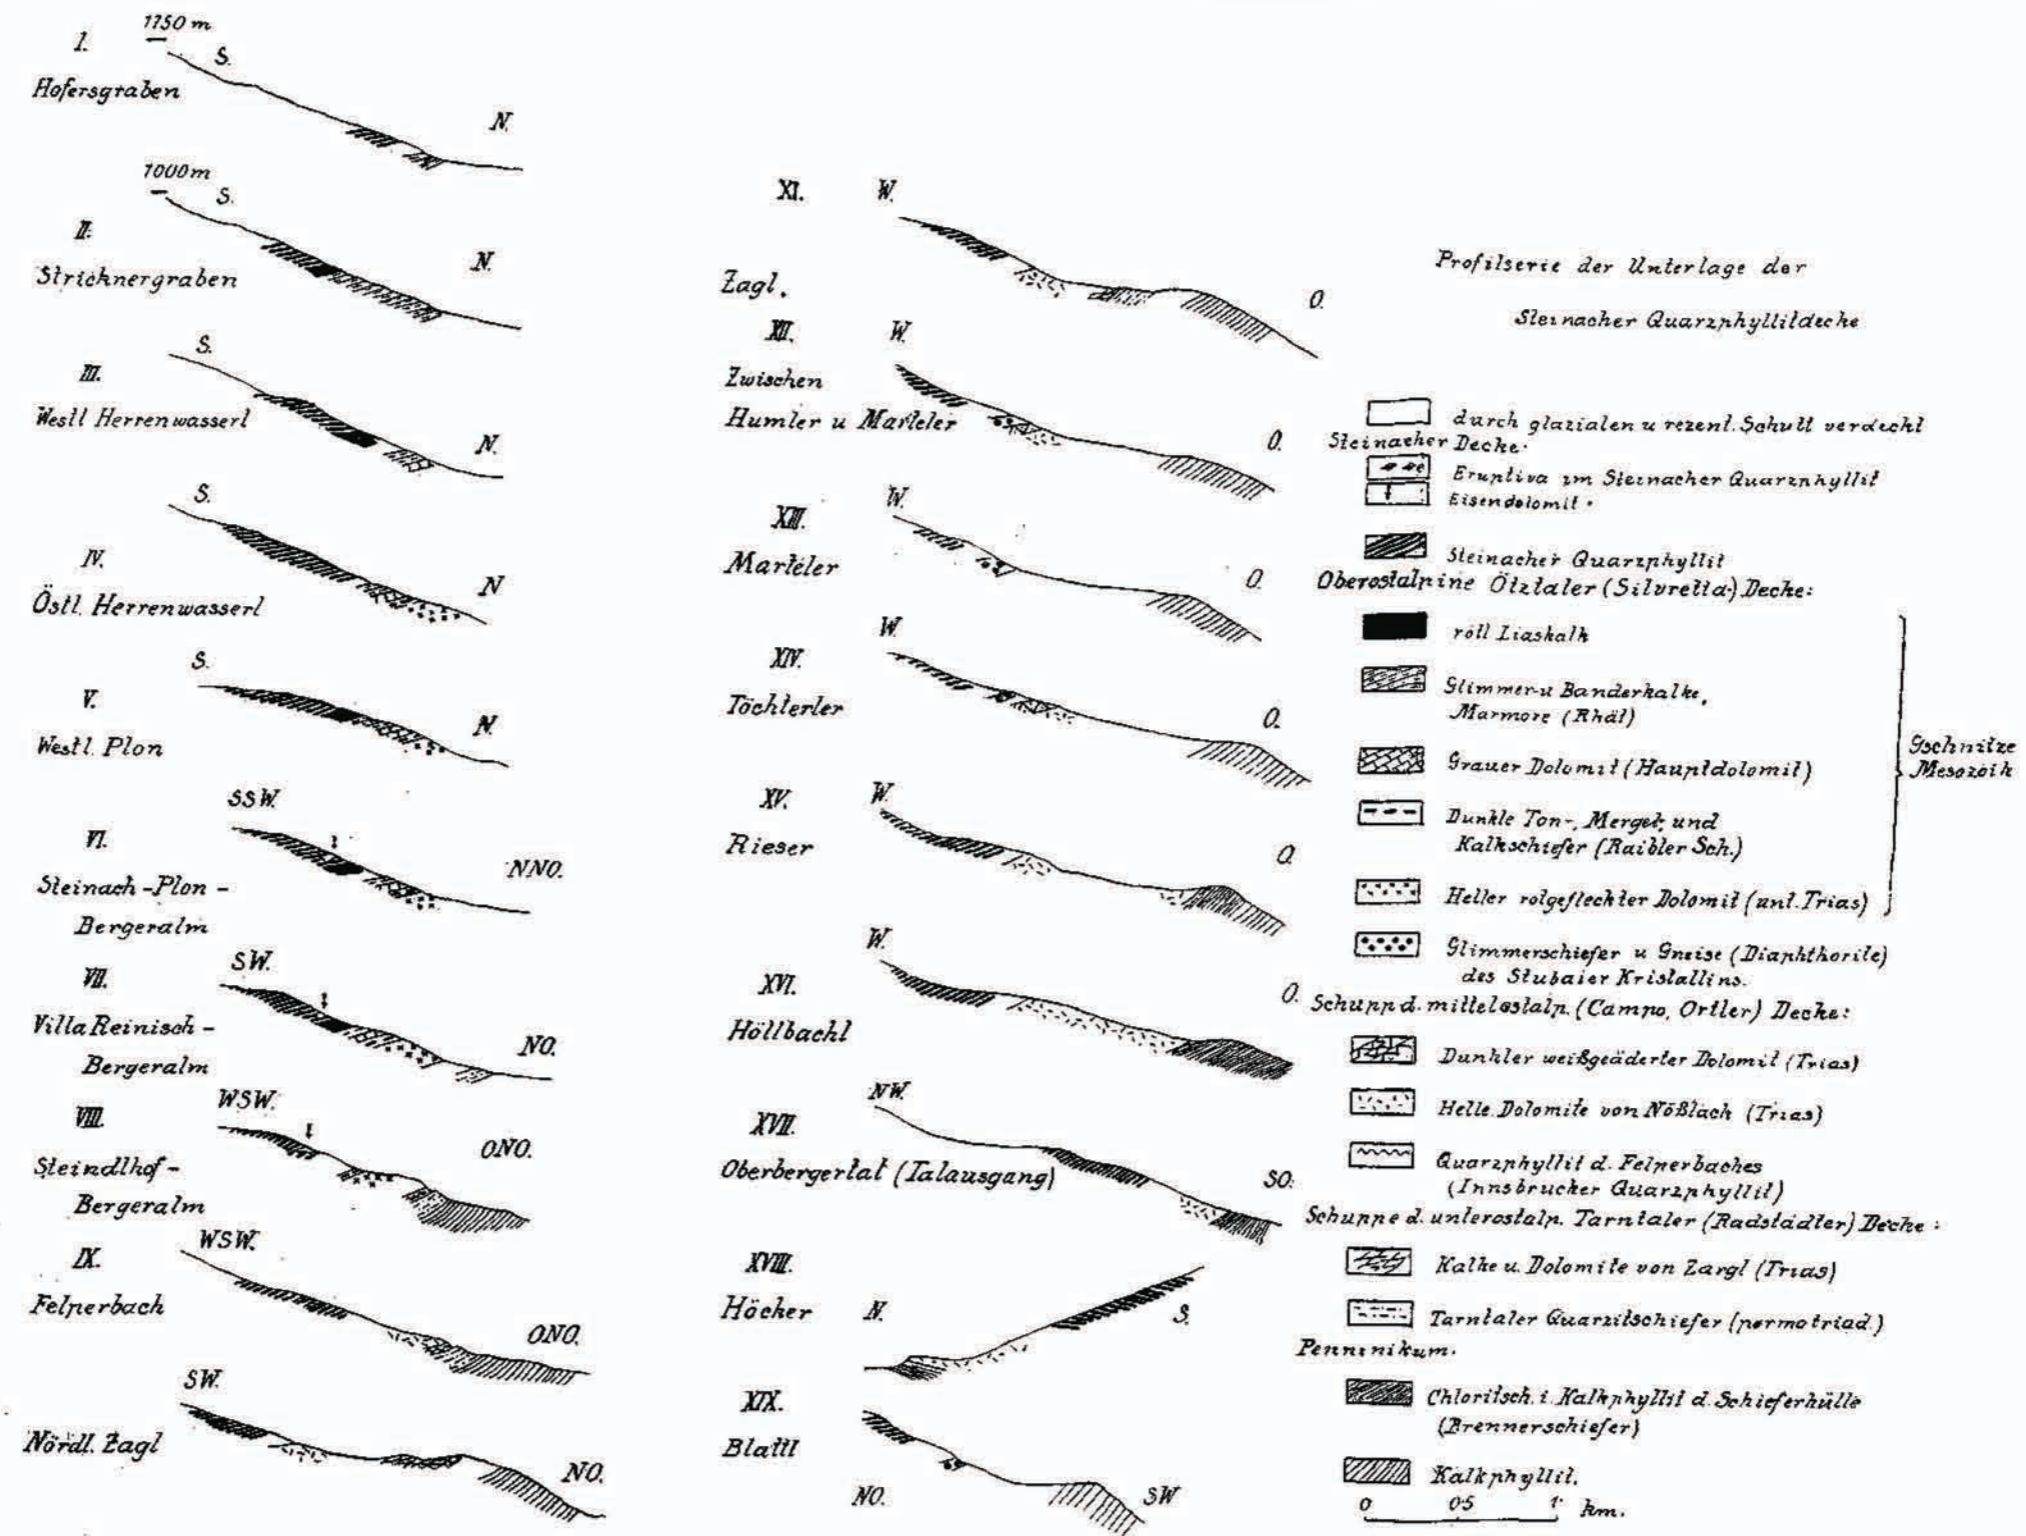 1750 m
I.
S.
Hofersgraben
N.
1000 m
S.
II.
N.
Stricknergraben
S.
III.
Westl Herrenwasserl
N.
S.
IV.
N
Östl. Herrenwasserl
S.
V.
N.
Westl. Plon
SSW.
VI.
NNO.
Steinach-Plon-
Bergeralm
SW.
VII.
Villa Reinisch-
NO.
Bergeralm
WSW.
VIII.
ONO.
Steindlhof-
Bergeralm
WSW.
IX.
Felperbach
ONO.
SW.
Nördl. Zagl
NO.
XI.
W.
Zagl.
O.
XII.
W.
Zwischen
Humler u Marteler
O.
XIII.
W.
Marteler
O.
XIV.
W.
Töchterler
O.
XV.
W.
Rieser
O.
XVI.
W.
Höllbachl
O.
XVII.
NW.
Oberbergertal (Talausgang)
SO.
XVIII.
Höcker
N.
S.
XIX.
Blattl
NO.
SW
Profilserie der Unterlage der
Steinacher Quarzphyllitdecke
durch glazialen u rezent. Schutt verdeckt
Steinacher Decke:
Eruptiva im Steinacher Quarzphyllit
Eisendolomit.
Steinacher Quarzphyllit
Oberostalpine Ötztaler (Silvretta-) Decke:
rötl Liaskalk
Glimmer- u Bänderkalke,
Marmore (Rhät)
Grauer Dolomit (Hauptdolomit)
Dunkle Ton-, Mergel- und
Kalkschiefer (Raibler Sch.)
Heller rotgefleckter Dolomit (unt. Trias)
Gschnitze
Mesozoik
Glimmerschiefer u Gneise (Diaphthorite)
des Stubaier Kristallins.
Schupp d. mittelostalp. (Campo, Ortler) Decke:
Dunkler weißgeäderter Dolomit (Trias)
Helle Dolomite von Nößlach (Trias)
Quarzphyllit d. Felperbaches
(Innsbrucker Quarzphyllit)
Schuppe d. unterostalp. Tarntaler (Radstädter) Decke:
Kalke u. Dolomite von Zargl (Trias)
Tarntaler Quarzitschiefer (permotriad.)
Penninikum.
Chloritsch. i. Kalkphyllit d. Schieferhülle
(Brennerschiefer)
Kalkphyllit.
0 0·5 1· km.